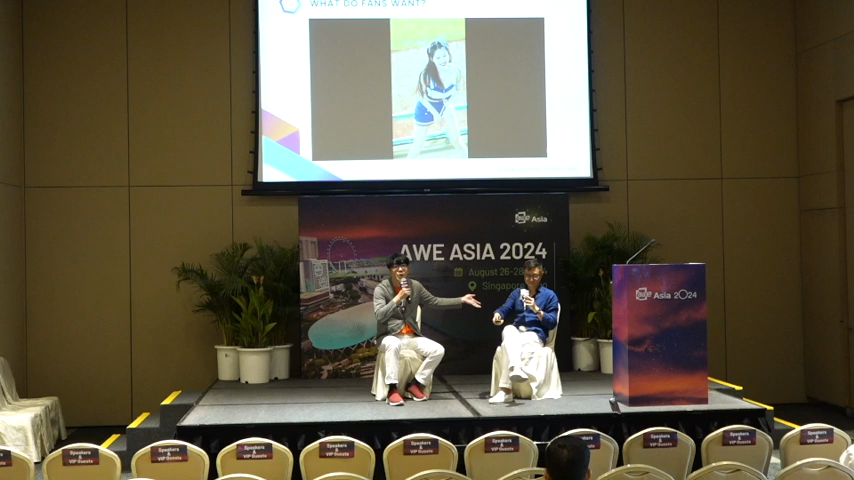 WHAT DO FANS WANT?
Asia
AWE ASIA 2024
August 26-28
Singapore
Asia 2024
Speakers
&
VIP Guests
Speakers
&
VIP Guests
Speakers
&
VIP Guests
Speakers
&
VIP Guests
Speakers
&
VIP Guests
Speakers
&
VIP Guests
Speakers
&
VIP Guests
Speakers
&
VIP Guests
Speakers
&
VIP Guests